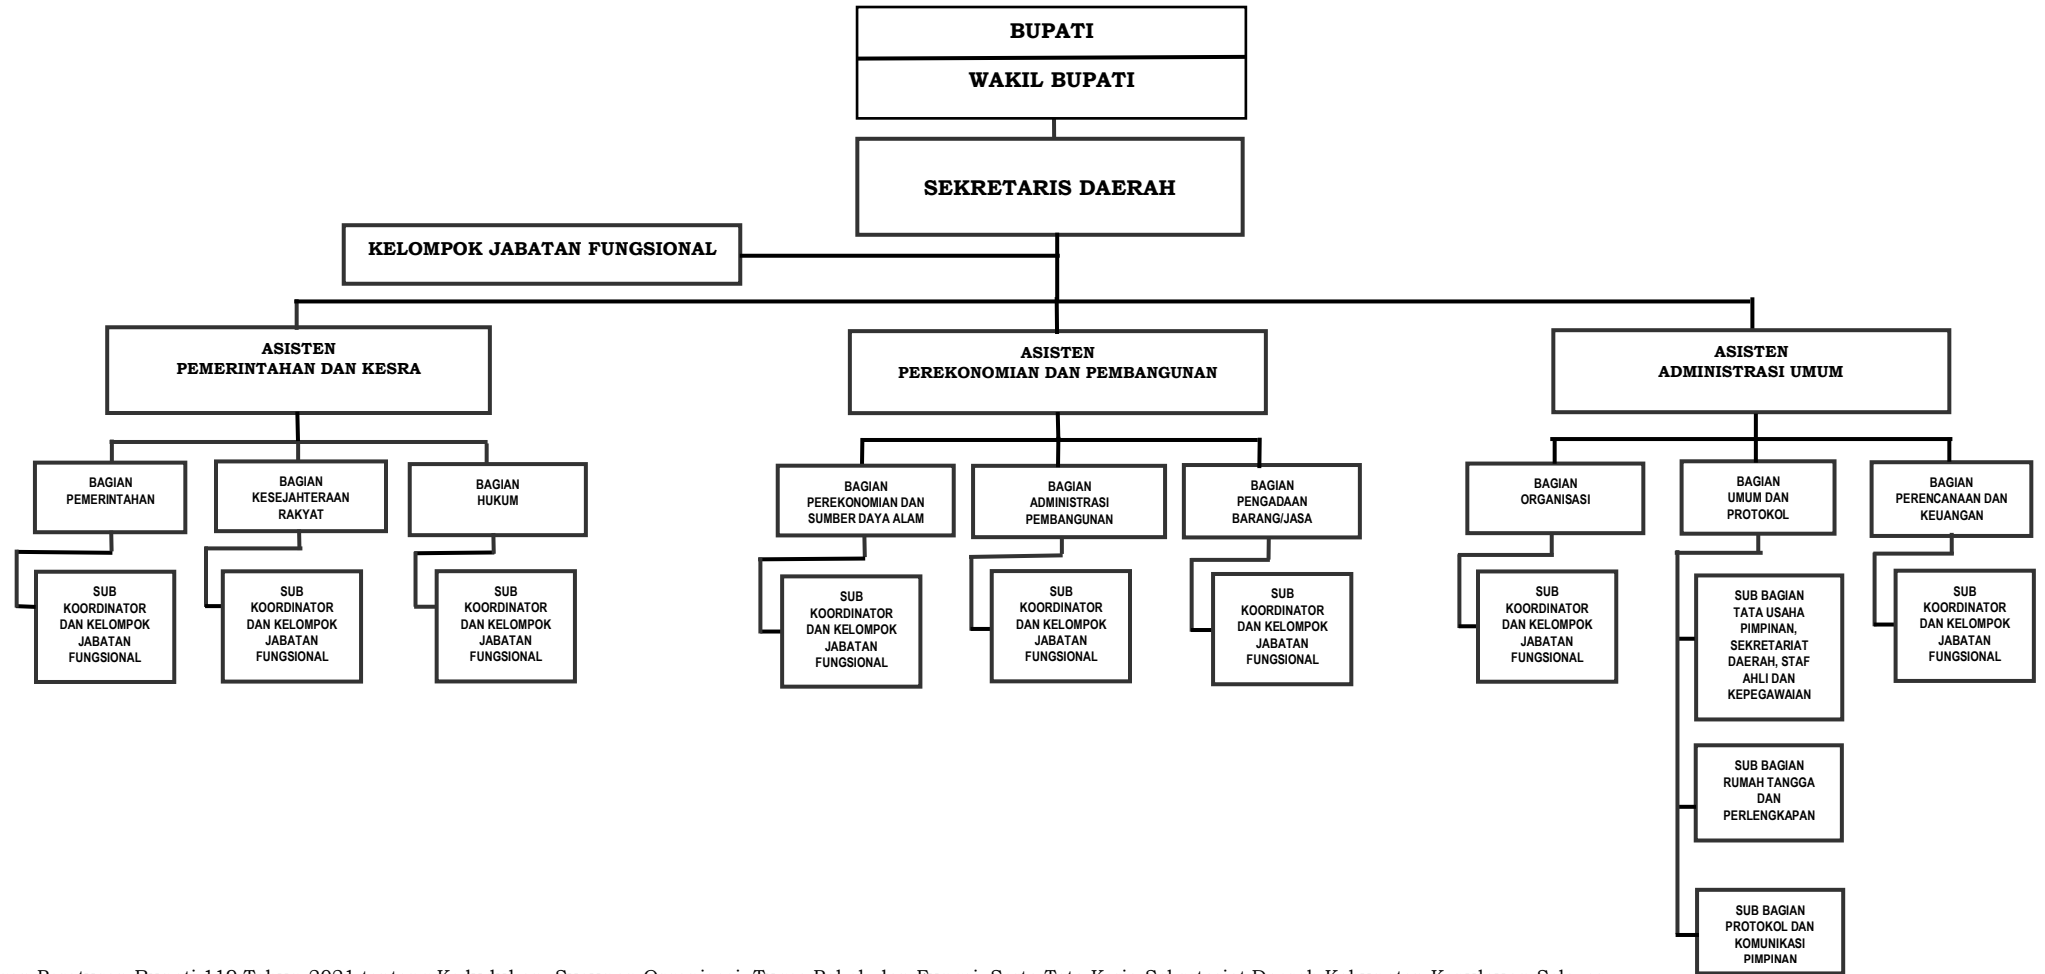 BUPATI
WAKIL BUPATI
SEKRETARIS DAERAH
KELOMPOK JABATAN FUNGSIONAL
ASISTEN
PEMERINTAHAN DAN KESRA
ASISTEN
PEREKONOMIAN DAN PEMBANGUNAN
ASISTEN
ADMINISTRASI UMUM
BAGIAN
PEMERINTAHAN
BAGIAN
KESEJAHTERAAN
RAKYAT
BAGIAN
HUKUM
BAGIAN
PEREKONOMIAN DAN
SUMBER DAYA ALAM
BAGIAN
ADMINISTRASI
PEMBANGUNAN
BAGIAN
PENGADAAN
BARANG/JASA
BAGIAN
ORGANISASI
BAGIAN
UMUM DAN
PROTOKOL
BAGIAN
PERENCANAAN DAN
KEUANGAN
SUB
KOORDINATOR
DAN KELOMPOK
JABATAN
FUNGSIONAL
SUB
KOORDINATOR
DAN KELOMPOK
JABATAN
FUNGSIONAL
SUB
KOORDINATOR
DAN KELOMPOK
JABATAN
FUNGSIONAL
SUB
KOORDINATOR
DAN KELOMPOK
JABATAN
FUNGSIONAL
SUB
KOORDINATOR
DAN KELOMPOK
JABATAN
FUNGSIONAL
SUB
KOORDINATOR
DAN KELOMPOK
JABATAN
FUNGSIONAL
SUB
KOORDINATOR
DAN KELOMPOK
JABATAN
FUNGSIONAL
SUB BAGIAN
TATA USAHA
PIMPINAN,
SEKRETARIAT
DAERAH, STAF
AHLI DAN
KEPEGAWAIAN
SUB
KOORDINATOR
DAN KELOMPOK
JABATAN
FUNGSIONAL
SUB BAGIAN
RUMAH TANGGA
DAN
PERLENGKAPAN
SUB BAGIAN
PROTOKOL DAN
KOMUNIKASI
PIMPINAN